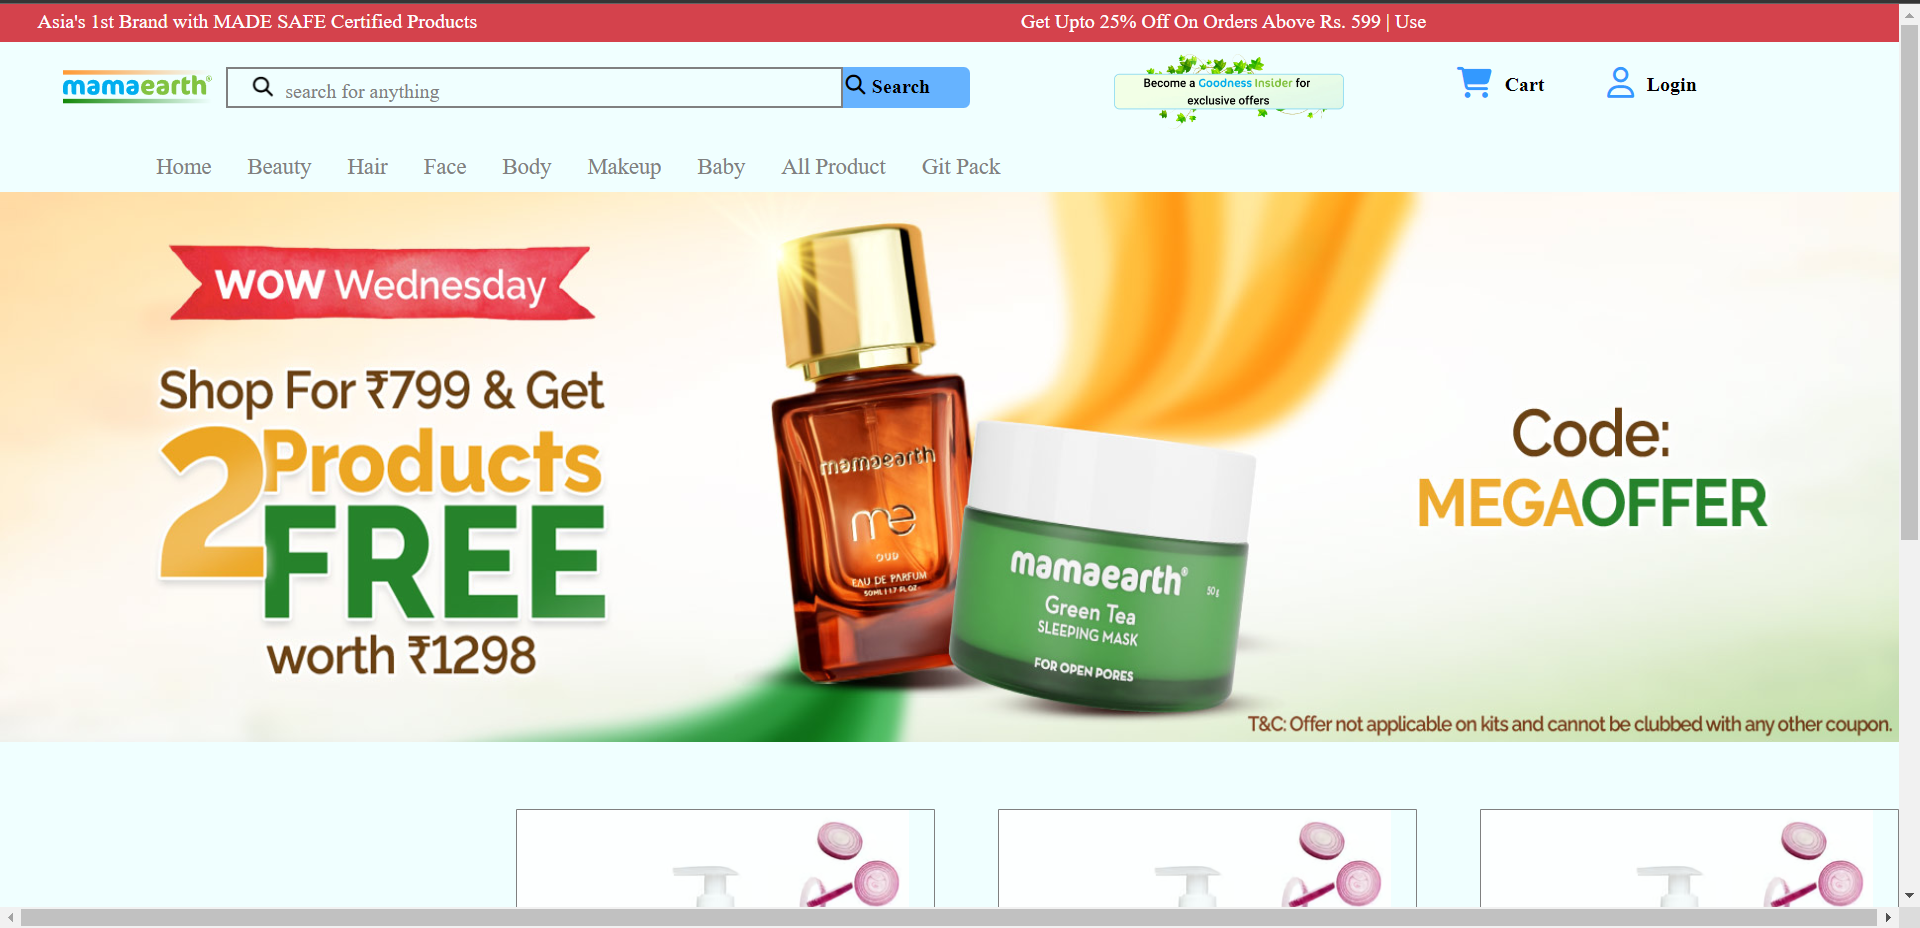 Asia's 1st Brand with MADE SAFE Certified Products
Get Upto 25% Off On Orders Above Rs. 599 | Use
mamaearth®
search for anything
Search
Become a Goodness Insider for
exclusive offers
Cart
Login
Home Beauty Hair Face Body Makeup Baby All Product Git Pack
WOW Wednesday
Shop For ₹799 & Get
2 Products
FREE
worth ₹1298
mamaearth
me
OUD
EAU DE PARFUM
50ML | 1.7 FL.OZ.
mamaearth®
50g
Green Tea
SLEEPING MASK
FOR OPEN PORES
Code:
MEGAOFFER
T&C: Offer not applicable on kits and cannot be clubbed with any other coupon.